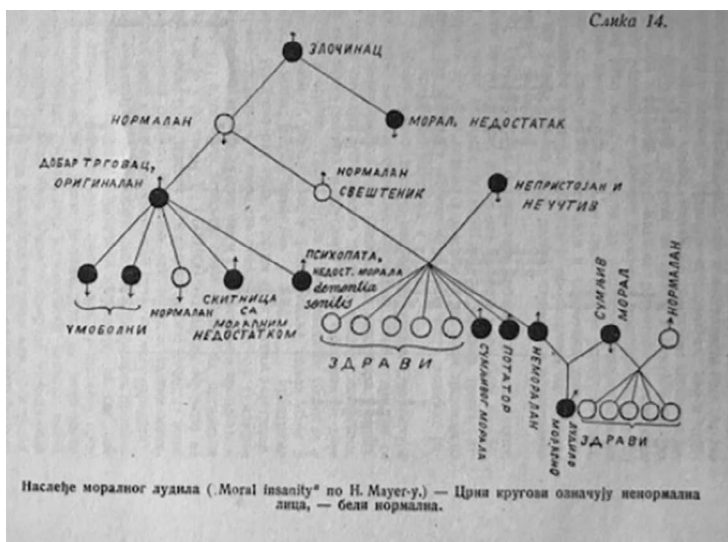 Слика 14.
ЗЛОЧИНАЦ
НОРМАЛАН
МОРАЛ. НЕДОСТАТАК
ДОБАР ТРГОВАЦ,
ОРИГИНАЛАН
НОРМАЛАН
СВЕШТЕНИК
НЕПРИСТОЈАН И
НЕУЧТИВ
УМОБОЛНИ
НОРМАЛАН
СКИТНИЦА
СА
МОРАЛНИМ
НЕДОСТАТКОМ
ПСИХОПАТА,
НЕДОСТ. МОРАЛА
dementia
senilis
ЗДРАВИ
СУМЊИВОГ МОРАЛА
ПОТАТОР
НЕМОРАЛАН
СУМЊИВ
МОРАЛ
НОРМАЛАН
МОРАЛНО
ЛУДИЛО
ЗДРАВИ
Наслеђе моралног лудила („Moral insanity“ по H. Mayer-у.) — Црни кругови означују ненормална
лица, — бели нормална.